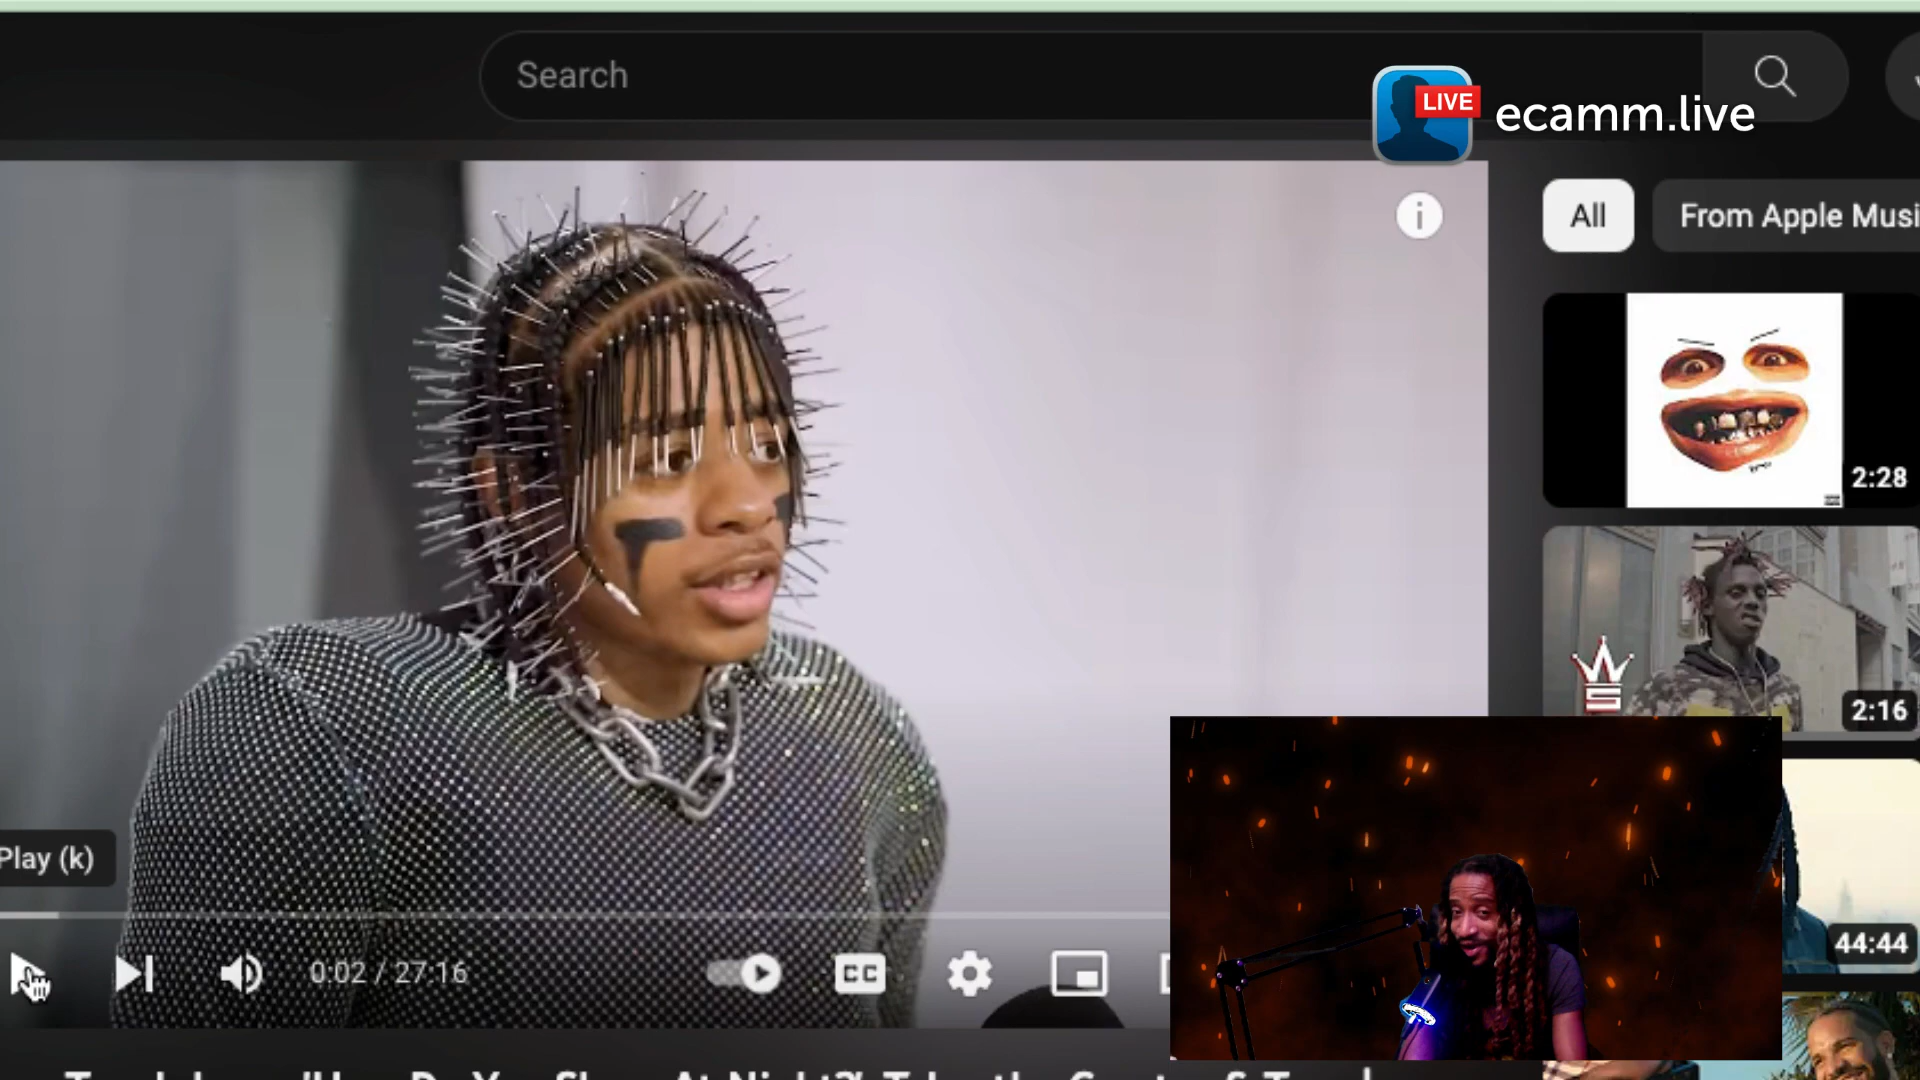 Search
LIVE
ecamm.live
All
From Apple Musi
2:28
2:16
Play (k)
0:02 / 27:16
CC
44:44